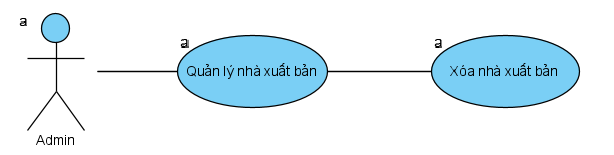 a
Admin
a
Quản lý nhà xuất bản
a
Xóa nhà xuất bản